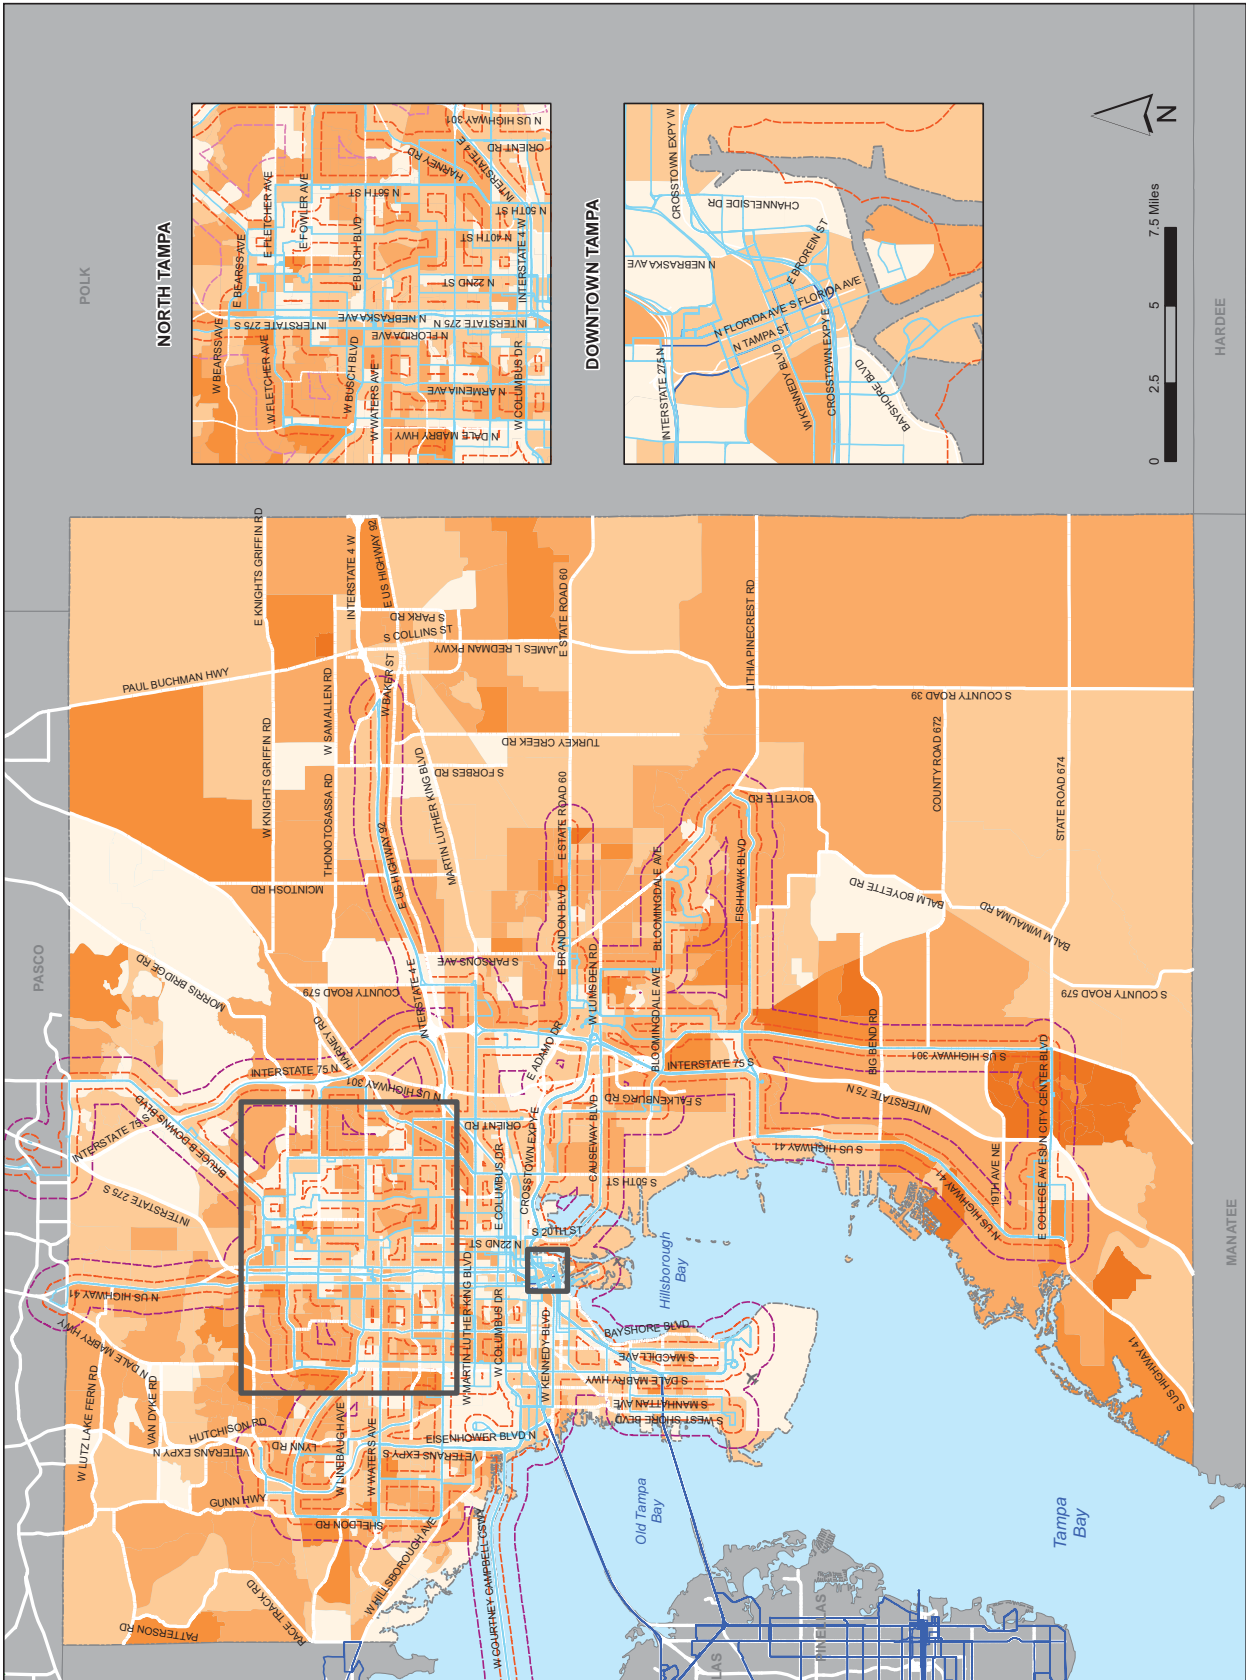 POLK
NORTH TAMPA
W BEARSS AVE
E BEARSS AVE
W FLETCHER AVE
E FLETCHER AVE
E FOWLER AVE
INTERSTATE 275 S
N NEBRASKA AVE
W BUSCH BLVD
E BUSCH BLVD
W WATERS AVE
N FLORIDA AVE
INTERSTATE 275 N
N ARMENIA AVE
N DALE MABRY HWY
W COLUMBUS DR
N 22ND ST
N 40TH ST
N 50TH ST
N 56TH ST
INTERSTATE 4 W
INTERSTATE 4 E
HARNEY RD
ORIENT RD
N US HIGHWAY 301
DOWNTOWN TAMPA
CROSSTOWN EXPY W
CHANNELSIDE DR
N NEBRASKA AVE
E BROREIN ST
N FLORIDA AVE
S FLORIDA AVE
N TAMPA ST
INTERSTATE 275 N
W KENNEDY BLVD
CROSSTOWN EXPY E
BAYSHORE BLVD
N
0
2.5
5
7.5 Miles
HARDEE
MANATEE
PASCO
E KNIGHTS GRIFFIN RD
INTERSTATE 4 W
E US HIGHWAY 92
S PARK RD
S COLLINS ST
JAMES L REDMAN PKWY
E STATE ROAD 60
LITHIA PINECREST RD
PAUL BUCHMAN HWY
W SAM ALLEN RD
W BAKER ST
S COUNTY ROAD 39
W KNIGHTS GRIFFIN RD
THONOTOSASSA RD
S FORBES RD
TURKEY CREEK RD
COUNTY ROAD 672
STATE ROAD 674
MARTIN LUTHER KING BLVD
E US HIGHWAY 92
MCINTOSH RD
E STATE ROAD 60
BOYETTE RD
BLOOMINGDALE AVE
FISHHAWK BLVD
BALM BOYETTE RD
BALM WIMAUMA RD
E BRANDON BLVD
S PARSONS AVE
COUNTY ROAD 579
INTERSTATE 4 E
S COUNTY ROAD 579
MORRIS BRIDGE RD
HARNEY RD
W LUMSDEN RD
BLOOMINGDALE AVE
E ADAMO DR
BIG BEND RD
INTERSTATE 75 S
INTERSTATE 75 N
S US HIGHWAY 301
N US HIGHWAY 301
S FALKENBURG RD
INTERSTATE 75 N
SUN CITY CENTER BLVD
E COLLEGE AVE
19TH AVE NE
INTERSTATE 75 S
BRUCE B DOWNS BLVD
ORIENT RD
CROSSTOWN EXPY E
CAUSEWAY BLVD
S US HIGHWAY 41
N US HIGHWAY 41
S 50TH ST
INTERSTATE 275 S
E COLUMBUS DR
N 22ND ST
S 20TH ST
Hillsborough
Bay
N US HIGHWAY 41
W MARTIN LUTHER KING BLVD
W COLUMBUS DR
W KENNEDY BLVD
BAYSHORE BLVD
S MACDILL AVE
S DALE MABRY HWY
S MANHATTAN AVE
S WEST SHORE BLVD
N DALE MABRY HWY
W LUTZ LAKE FERN RD
VAN DYKE RD
HUTCHISON RD
VETERANS EXPY N
LYNN RD
W LINEBAUGH AVE
W WATERS AVE
EISENHOWER BLVD N
VETERANS EXPY S
GUNN HWY
SHELDON RD
W HILLSBOROUGH AVE
W COURTNEY CAMPBELL CSWY
RACE TRACK RD
PATTERSON RD
Old Tampa
Bay
Tampa
Bay
S US HIGHWAY 41
PINELLAS
LAS